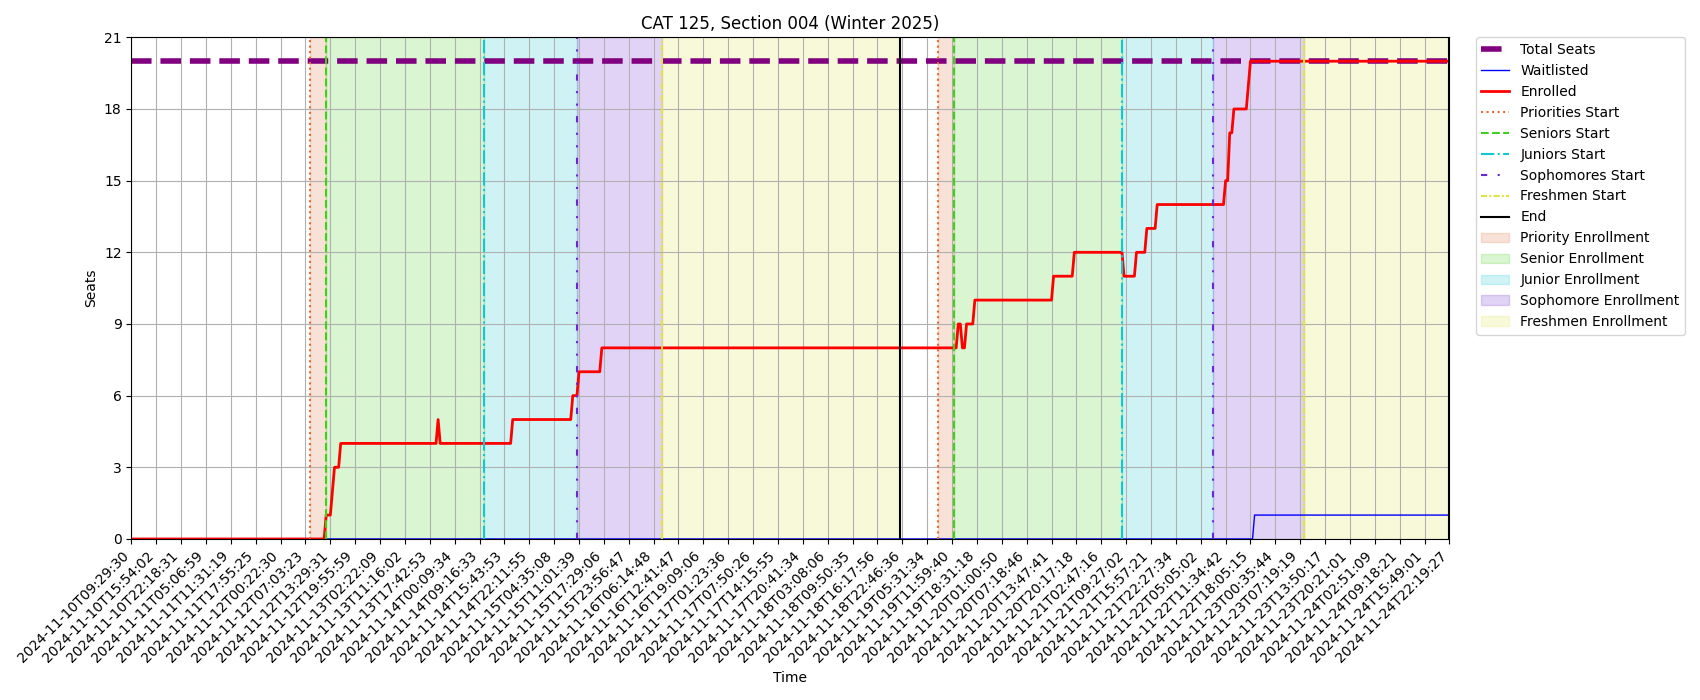 CAT 125, Section 004 (Winter 2025)
21
18
15
12
9
6
3
0
Seats
2024-11-10T09:29:30
2024-11-10T15:54:02
2024-11-10T22:18:31
2024-11-11T05:06:59
2024-11-11T11:31:19
2024-11-11T17:55:25
2024-11-12T00:22:30
2024-11-12T07:03:23
2024-11-12T13:29:31
2024-11-12T19:55:59
2024-11-13T02:22:09
2024-11-13T11:16:02
2024-11-13T17:42:53
2024-11-14T00:09:34
2024-11-14T09:16:33
2024-11-14T15:43:53
2024-11-14T22:11:55
2024-11-15T04:35:08
2024-11-15T11:01:39
2024-11-15T17:29:06
2024-11-15T23:56:47
2024-11-16T06:14:48
2024-11-16T12:41:47
2024-11-16T19:09:06
2024-11-17T01:23:36
2024-11-17T07:50:26
2024-11-17T14:15:55
2024-11-17T20:41:34
2024-11-18T03:08:06
2024-11-18T09:50:35
2024-11-18T16:17:56
2024-11-18T22:46:30
2024-11-19T05:31:34
2024-11-19T11:59:40
2024-11-19T18:31:18
2024-11-20T01:00:50
2024-11-20T07:18:46
2024-11-20T13:47:41
2024-11-20T20:17:18
2024-11-21T02:47:16
2024-11-21T09:27:02
2024-11-21T15:57:21
2024-11-21T22:27:34
2024-11-22T05:05:02
2024-11-22T11:34:42
2024-11-22T18:05:15
2024-11-23T00:35:44
2024-11-23T07:19:19
2024-11-23T13:50:17
2024-11-23T20:21:01
2024-11-24T02:51:09
2024-11-24T09:18:21
2024-11-24T15:49:01
2024-11-24T22:19:27
Time
Total Seats
Waitlisted
Enrolled
Priorities Start
Seniors Start
Juniors Start
Sophomores Start
Freshmen Start
End
Priority Enrollment
Senior Enrollment
Junior Enrollment
Sophomore Enrollment
Freshmen Enrollment